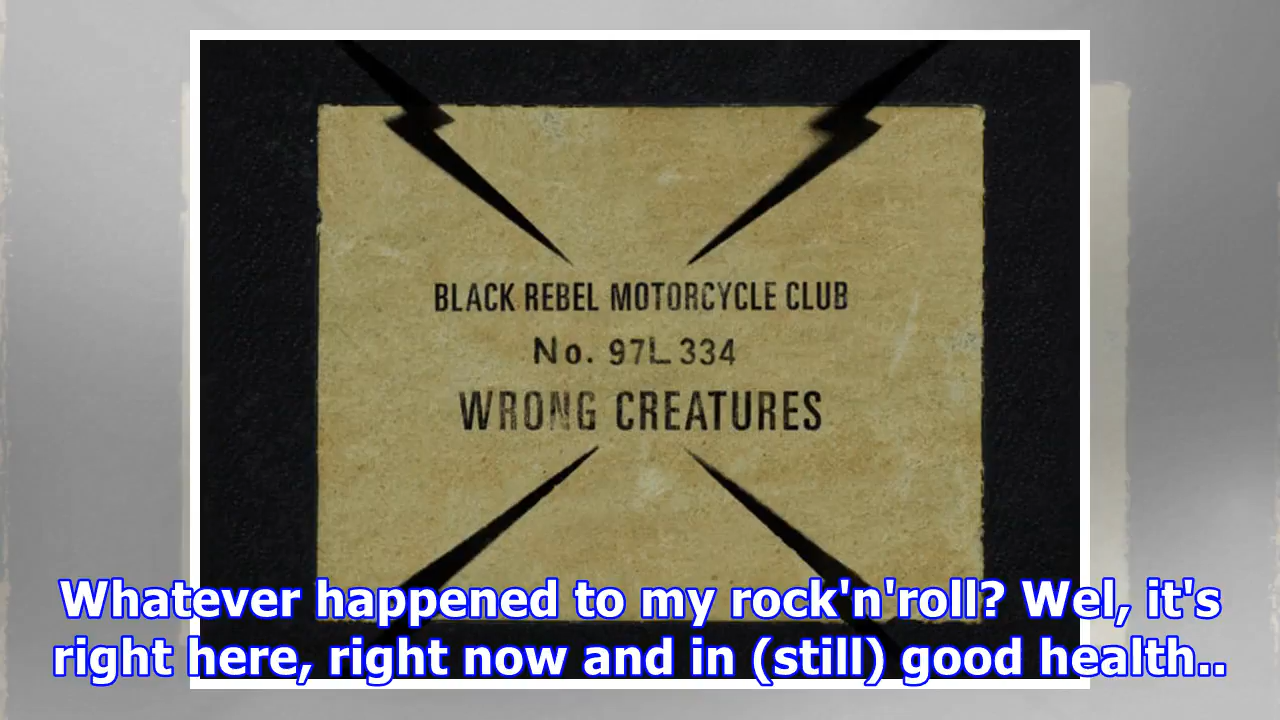 BLACK REBEL MOTORCYCLE CLUB
No. 97L 334
WRONG CREATURES
Whatever happened to my rock'n'roll? Wel, it's
right here, right now and in (still) good health..